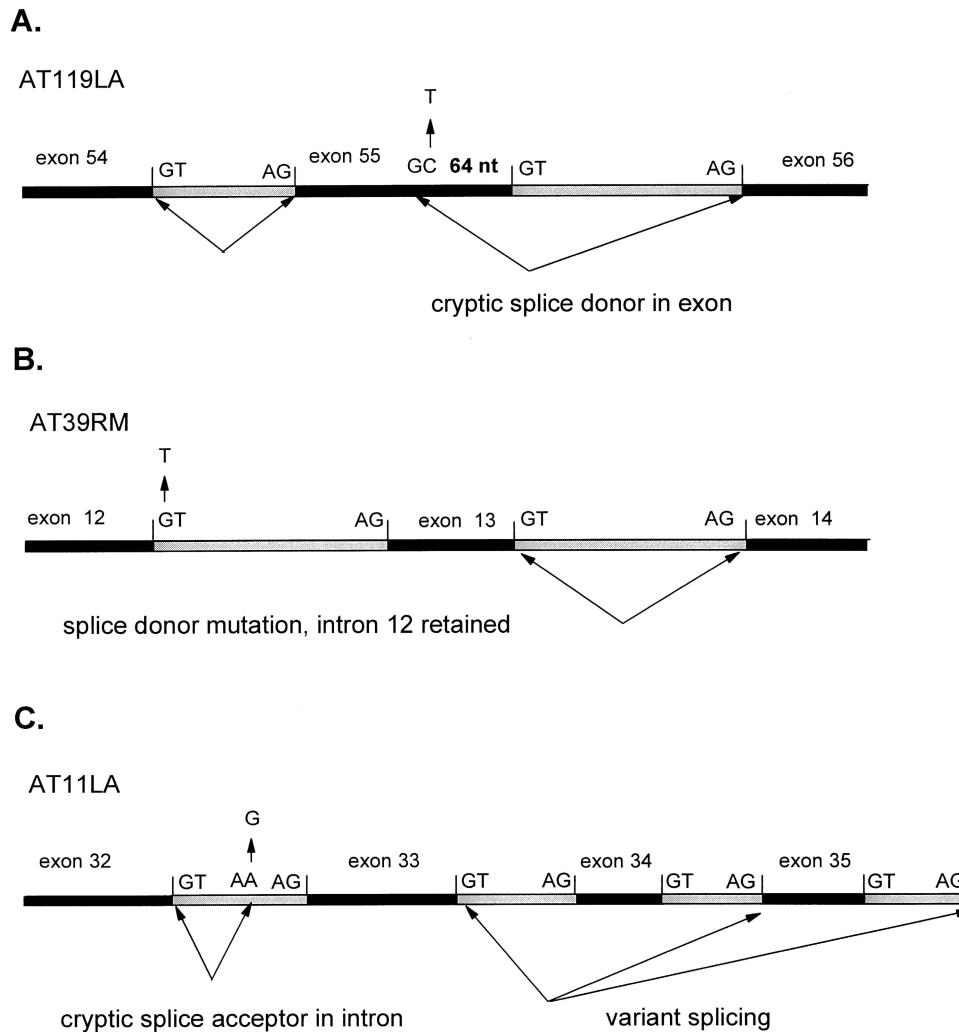 A.
AT119LA
T
exon 54 GT AG exon 55 GC 64 nt GT AG exon 56
cryptic splice donor in exon
B.
AT39RM
T
exon 12 GT AG exon 13 GT AG exon 14
splice donor mutation, intron 12 retained
C.
AT11LA
G
exon 32 GT AA AG exon 33 GT AG exon 34 GT AG exon 35 GT AG
cryptic splice acceptor in intron variant splicing